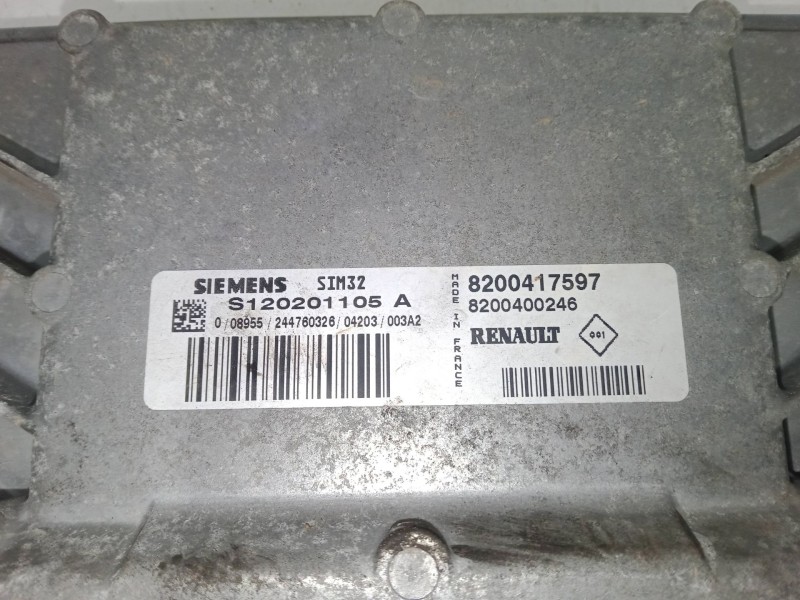 SIEMENS SIM32
S120201105 A
0/08955/244760326/04203/003A2
MADE IN FRANCE
8200417597
8200400246
RENAULT 001